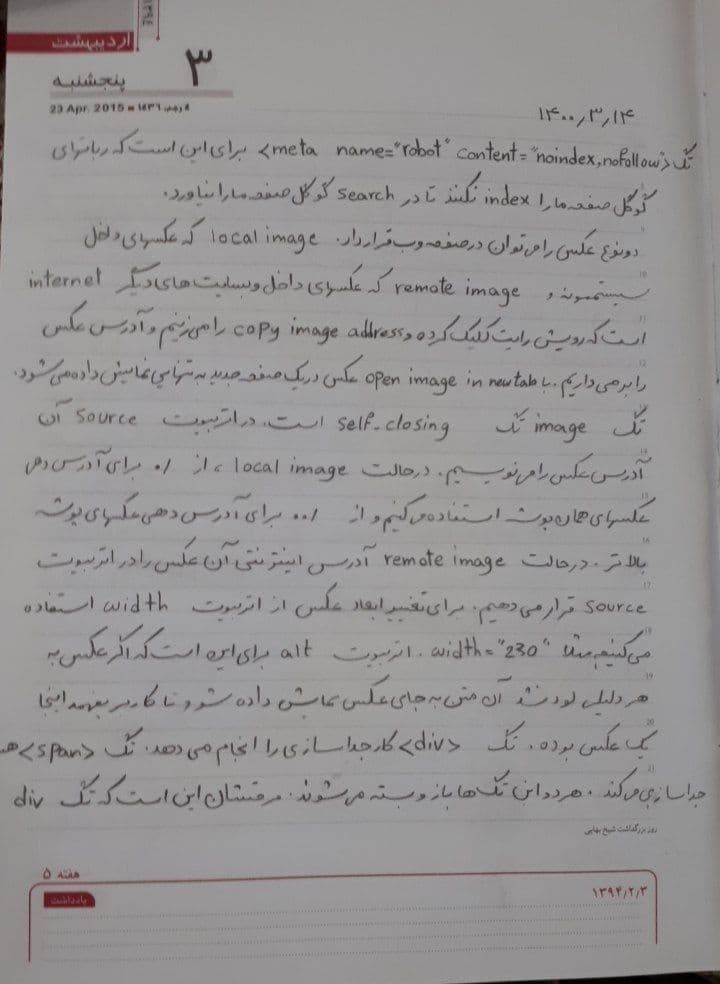 ۱۳۹۴
اردیبهشت
۳
پنجشنبه
23 Apr. 2015 ■ ۱۴۳۶ رجب ۴
۱۴۰۰,۳,۱۴
تگ <meta name="robot" content="noindex,nofollow"> برای این است که رباتهای
گوگل صفحه ما را index نکنند تا در search گوگل صفحه ما را نیاورد.
دو نوع عکس را می توان در صفحه وب قرار داد. local image که عکسهای داخل
سیستممونه و remote image که عکسهای داخل وبسایت های دیگر internet
است که رویش رایت کلیک کرده و copy image address را می زنیم و آدرس عکس
را بر می داریم. با open image in new tab عکس در یک صفحه جدید به تنهایی نمایش داده می شود.
تگ image تگ self-closing است. در اتریبیوت source آن
آدرس عکس را می نویسیم. در حالت local image، از ./ برای آدرس دهی
عکسهای همان پوشه استفاده می کنیم و از ../ برای آدرس دهی عکسهای پوشه
بالاتر. در حالت remote image آدرس اینترنتی آن عکس را در اتریبیوت
source قرار می دهیم. برای تغییر ابعاد عکس از اتریبیوت width استفاده
می کنیم مثلا width="230". اتریبیوت alt برای این است که اگر عکس به
هر دلیلی لود نشد آن متن به جای عکس نمایش داده شود تا کاربر بفهمد اینجا
یک عکس بوده. تگ <div> کار جداسازی را انجام می دهد. تگ <span> هم
جداسازی می کند. هر دو این تگ ها باز و بسته می شوند. فرقشان این است که تگ div
روز بزرگداشت شیخ بهایی
هفته ۵
۱۳۹۴/۲/۳
یادداشت